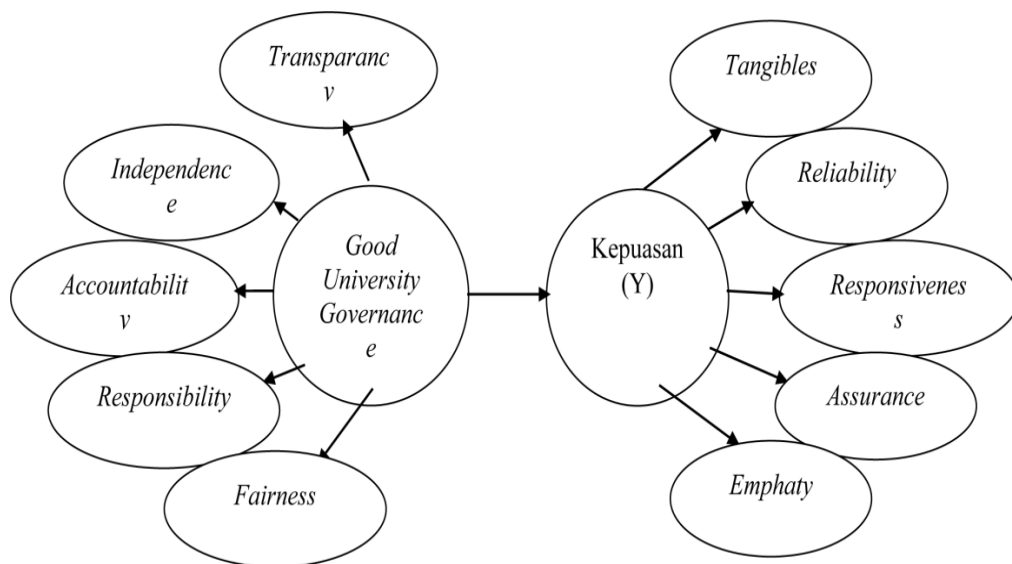 Transparanc
v
Independenc
e
Accountabilit
v
Responsibility
Fairness
Good
University
Governanc
e
Kepuasan
(Y)
Tangibles
Reliability
Responsivenes
s
Assurance
Emphaty